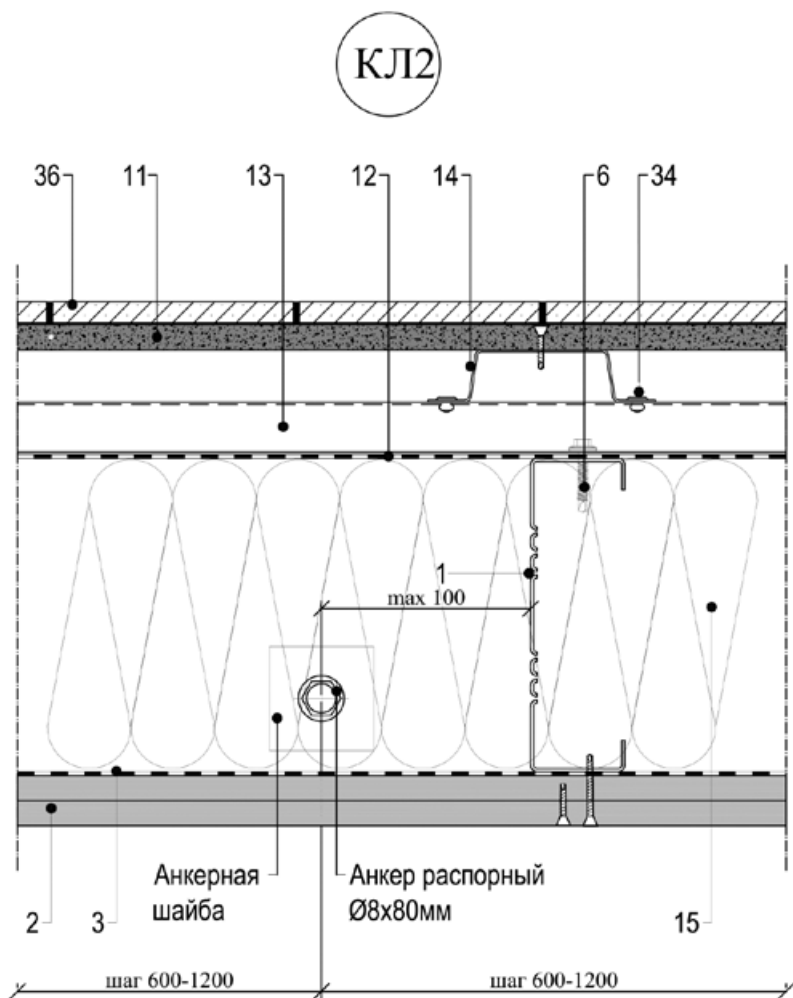 КЛ2
36 11 13 12 14 6 34
1
max 100
Анкерная
шайба
Анкер распорный
Ø8х80мм
2 3 15
шаг 600-1200 шаг 600-1200